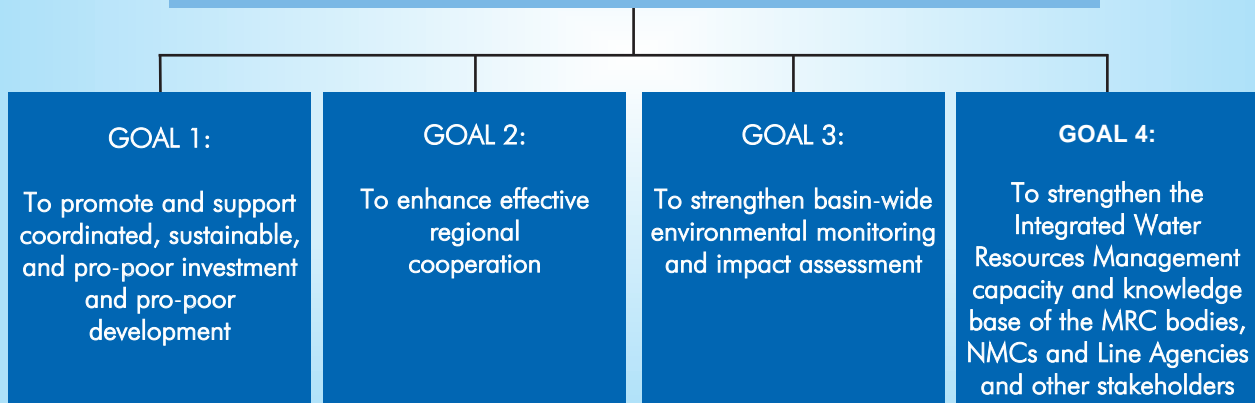 GOAL 1:
To promote and support
coordinated, sustainable,
and pro-poor investment
and pro-poor
development
GOAL 2:
To enhance effective
regional
cooperation
GOAL 3:
To strengthen basin-wide
environmental monitoring
and impact assessment
GOAL 4:
To strengthen the
Integrated Water
Resources Management
capacity and knowledge
base of the MRC bodies,
NMCs and Line Agencies
and other stakeholders